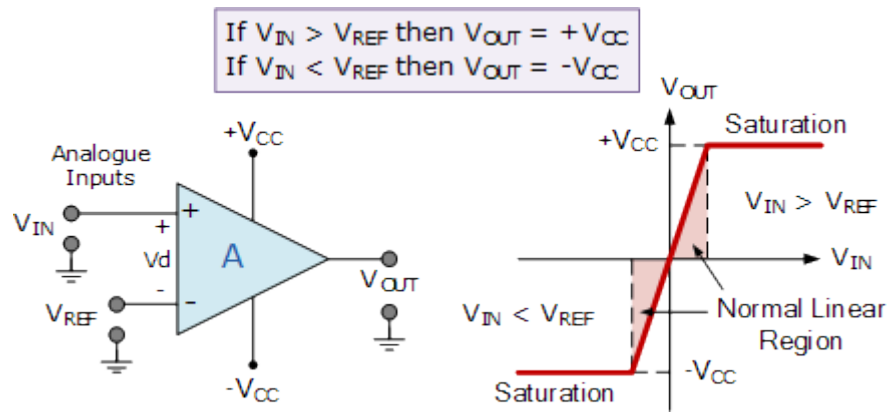 If VIN > VREF then VOUT = +VCC
If VIN < VREF then VOUT = -VCC
Analogue
Inputs
+VCC
VIN
+
+
Vd
A
-
-
VREF
VOUT
-VCC
VOUT
+VCC
Saturation
VIN > VREF
VIN
VIN < VREF
Normal Linear
Region
-VCC
Saturation